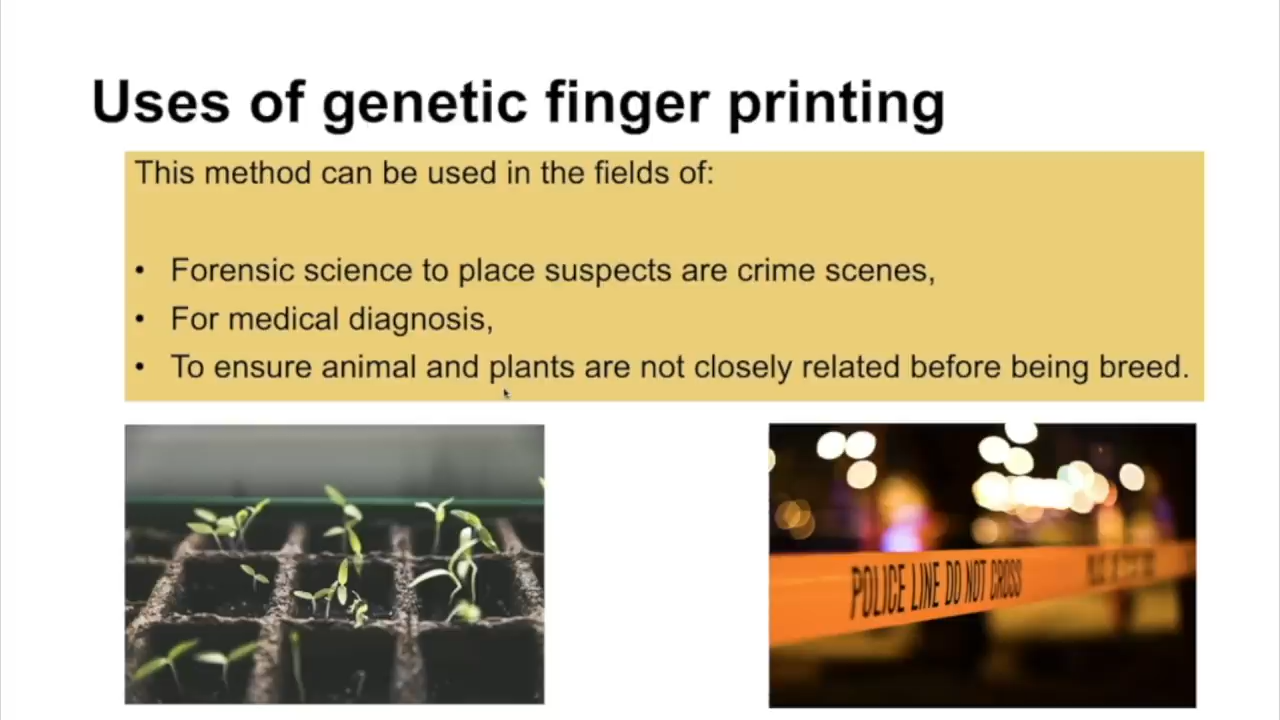 Uses of genetic finger printing
This method can be used in the fields of:
• Forensic science to place suspects are crime scenes,
• For medical diagnosis,
• To ensure animal and plants are not closely related before being breed.
POLICE LINE DO NOT CROSS